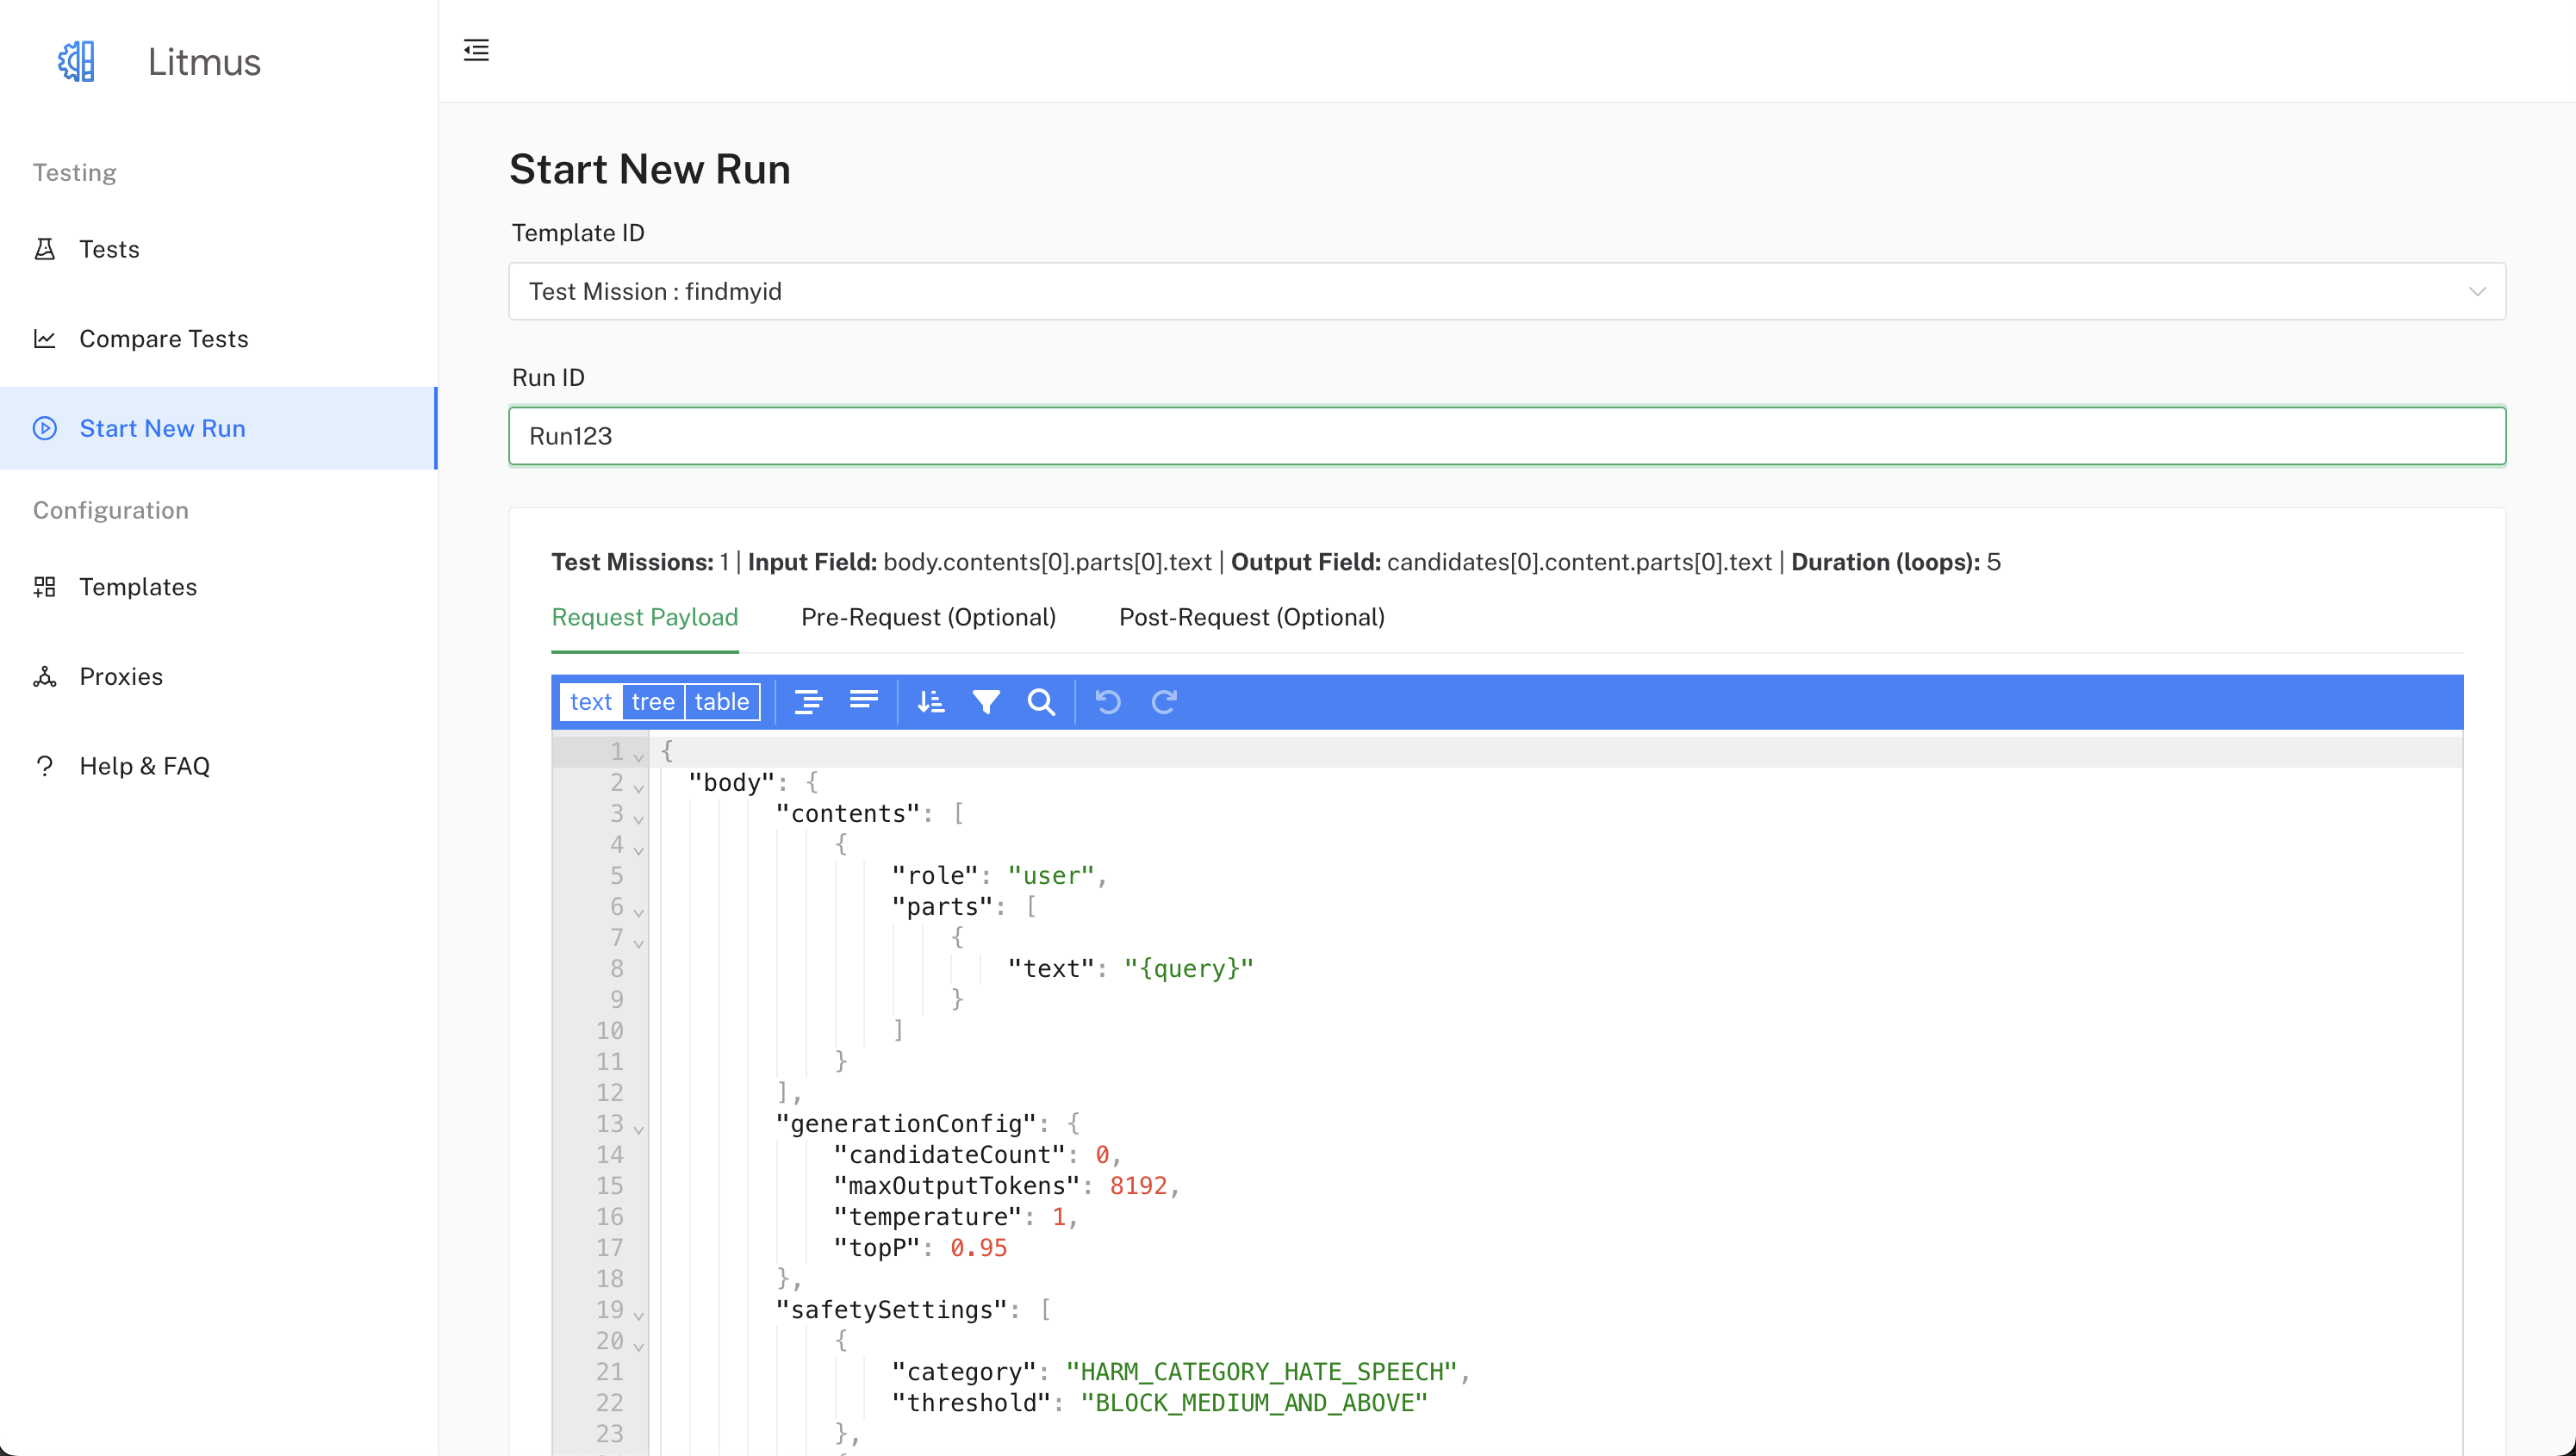 Litmus
Testing
Tests
Compare Tests
Start New Run
Configuration
Templates
Proxies
Help & FAQ
Start New Run
Template ID
Test Mission : findmyid
Run ID
Run123
Test Missions: 1 | Input Field: body.contents[0].parts[0].text | Output Field: candidates[0].content.parts[0].text | Duration (loops): 5
Request Payload Pre-Request (Optional) Post-Request (Optional)
text tree table
1 {
2 "body": {
3 "contents": [
4 {
5 "role": "user",
6 "parts": [
7 {
8 "text": "{query}"
9 }
10 ]
11 }
12 ],
13 "generationConfig": {
14 "candidateCount": 0,
15 "maxOutputTokens": 8192,
16 "temperature": 1,
17 "topP": 0.95
18 },
19 "safetySettings": [
20 {
21 "category": "HARM_CATEGORY_HATE_SPEECH",
22 "threshold": "BLOCK_MEDIUM_AND_ABOVE"
23 },